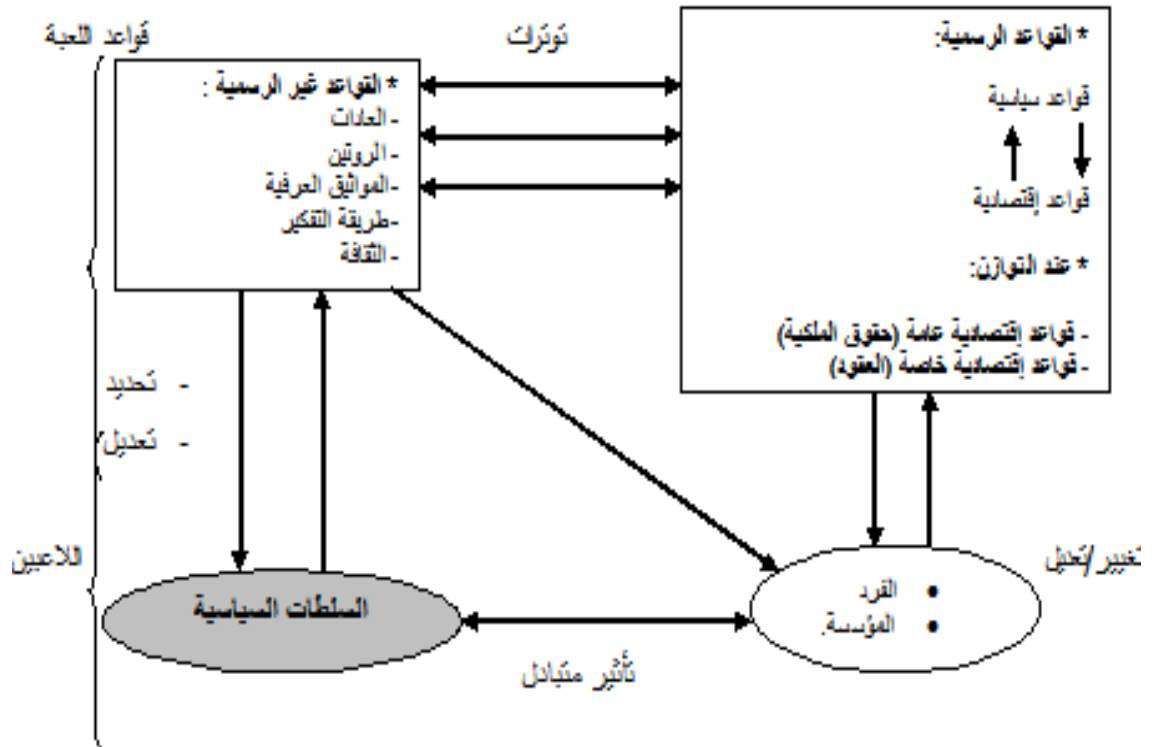 قواعد اللعبة
توترات
* القواعد الرسمية:
قواعد سياسية
قواعد إقتصادية
* عند التوازن:
- قواعد إقتصادية عامة (حقوق الملكية)
- قواعد إقتصادية خاصة (العقود)
* القواعد غير الرسمية :
- العادات
- الروتين
- المواثيق العرفية
- طريقة التفكير
- الثقافة
- تحديد
- تعديل
اللاعبين
السلطات السياسية
تأثير متبادل
• الفرد
• المؤسسة.
تغيير/تعديل